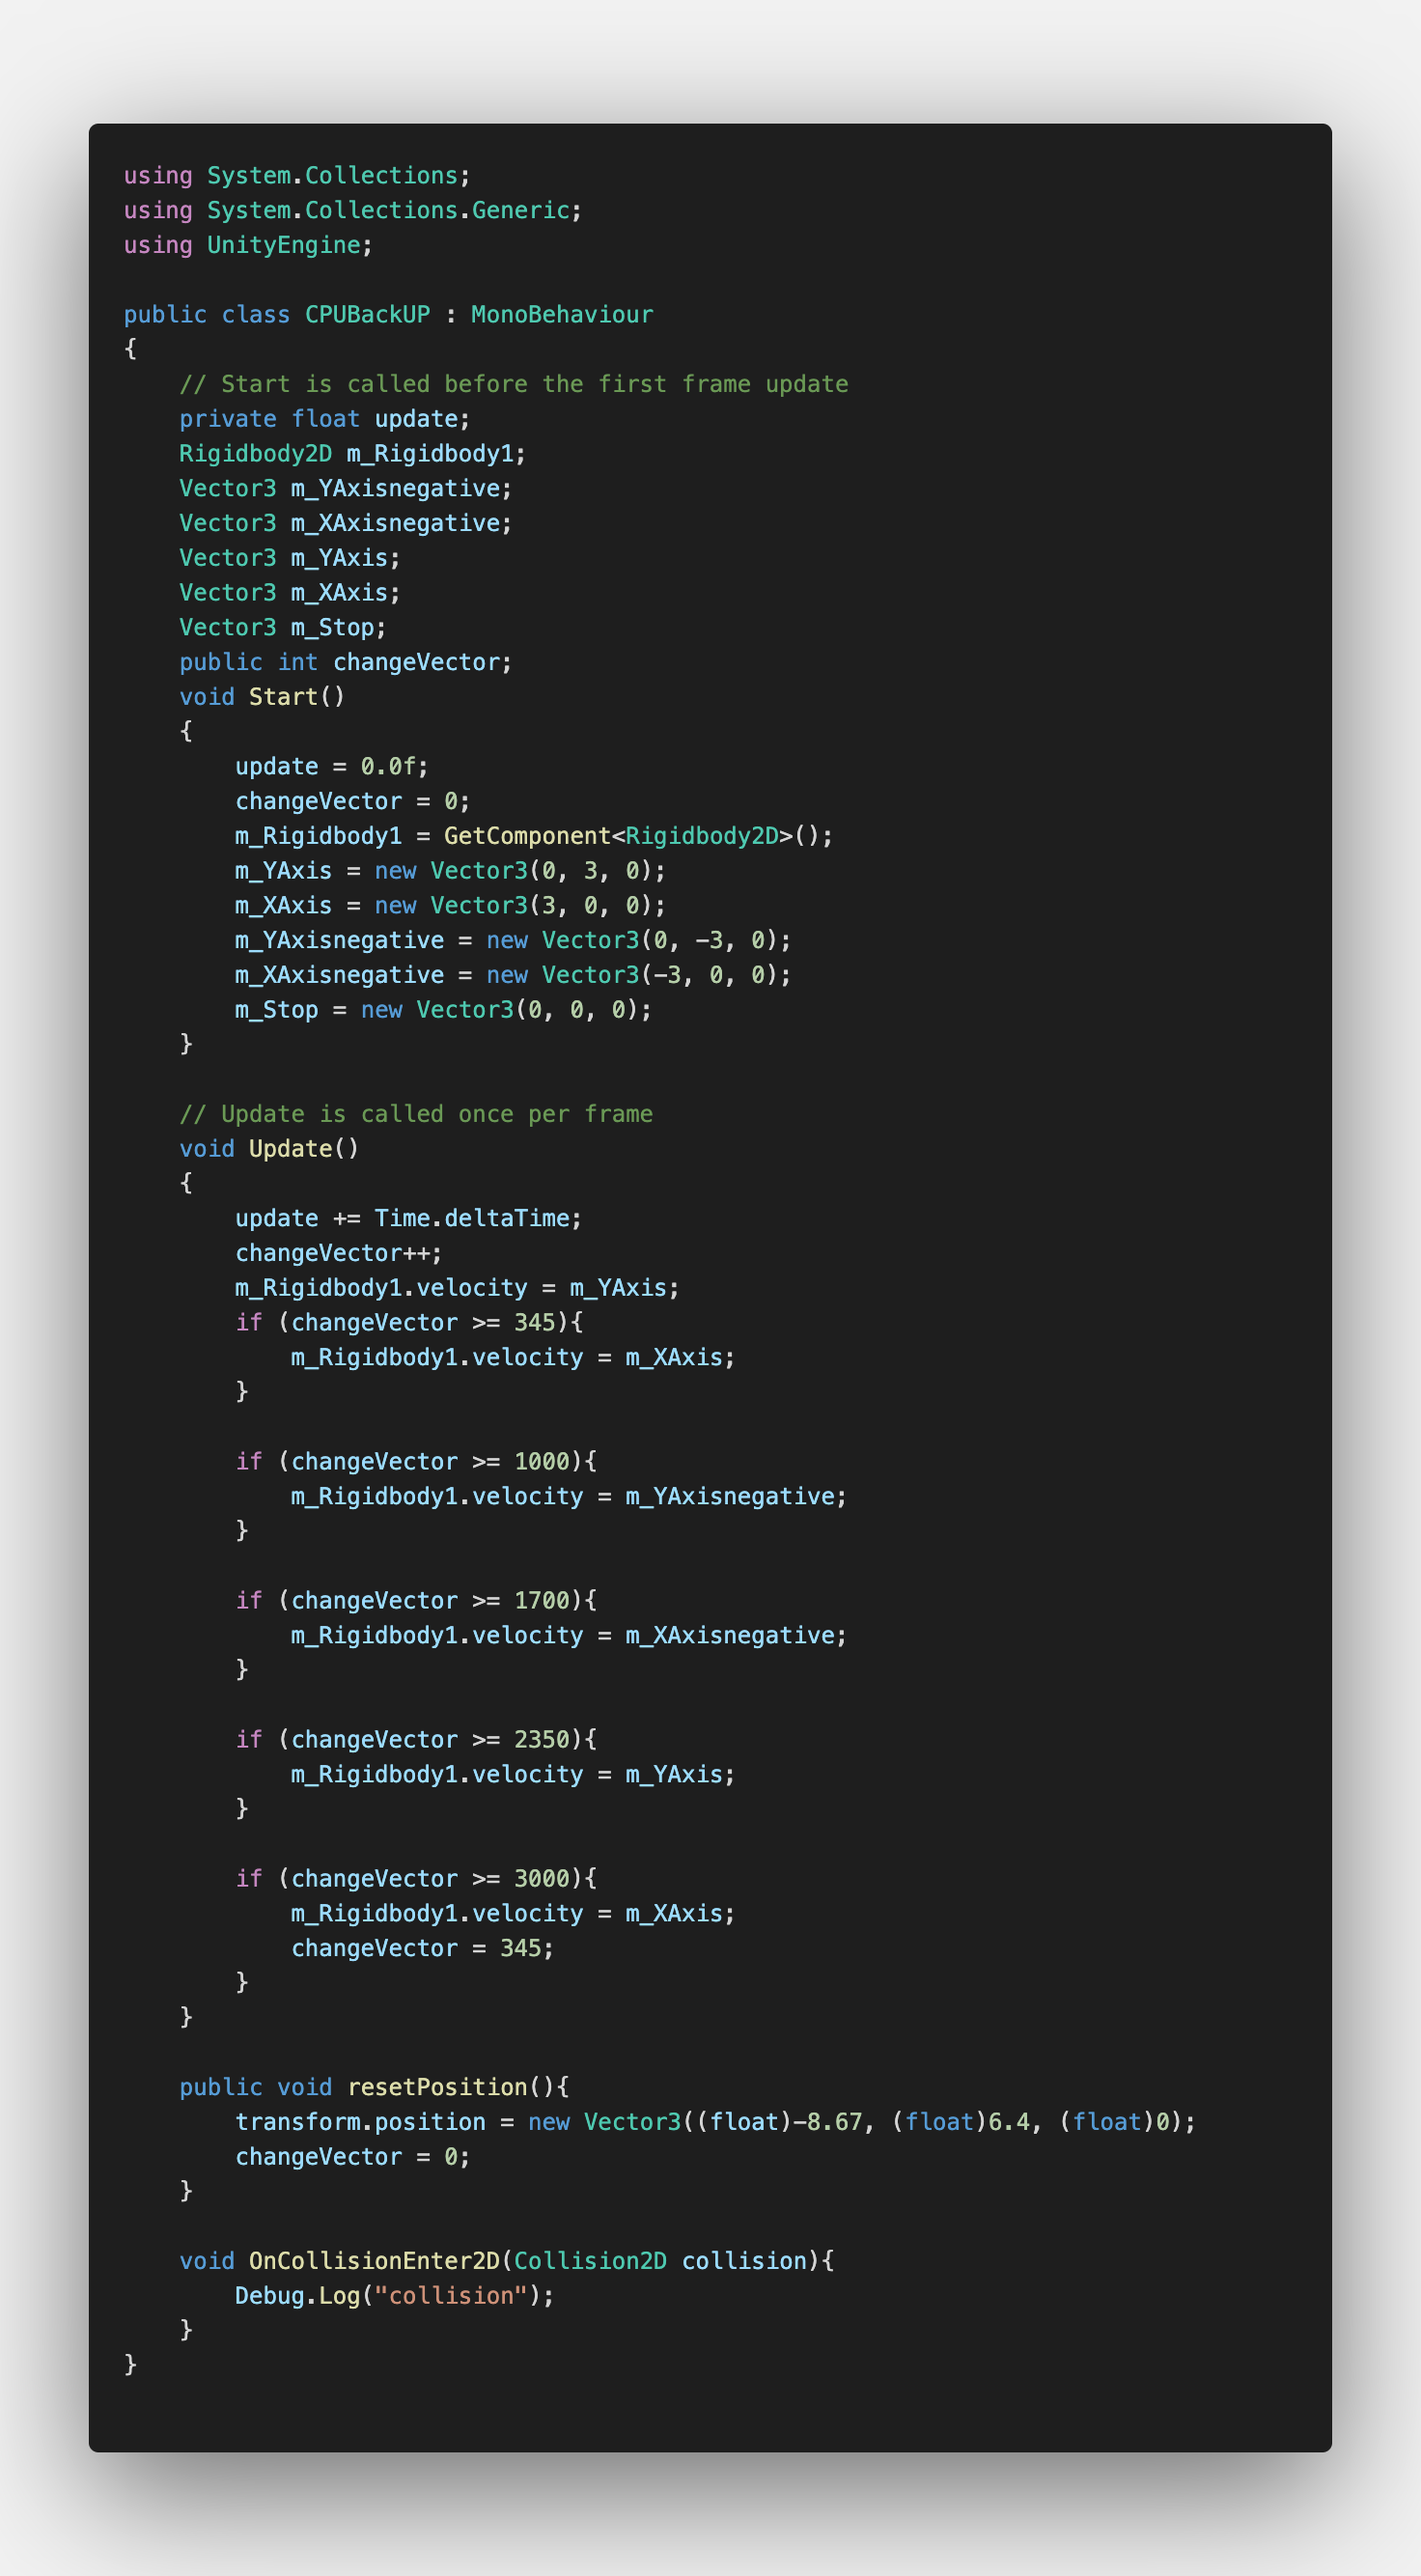 using System.Collections;
using System.Collections.Generic;
using UnityEngine;

public class CPUBackUP : MonoBehaviour
{
    // Start is called before the first frame update
    private float update;
    Rigidbody2D m_Rigidbody1;
    Vector3 m_YAxisnegative;
    Vector3 m_XAxisnegative;
    Vector3 m_YAxis;
    Vector3 m_XAxis;
    Vector3 m_Stop;
    public int changeVector;
    void Start()
    {
        update = 0.0f;
        changeVector = 0;
        m_Rigidbody1 = GetComponent<Rigidbody2D>();
        m_YAxis = new Vector3(0, 3, 0);
        m_XAxis = new Vector3(3, 0, 0);
        m_YAxisnegative = new Vector3(0, -3, 0);
        m_XAxisnegative = new Vector3(-3, 0, 0);
        m_Stop = new Vector3(0, 0, 0);
    }

    // Update is called once per frame
    void Update()
    {
        update += Time.deltaTime;
        changeVector++;
        m_Rigidbody1.velocity = m_YAxis;
        if (changeVector >= 345){
            m_Rigidbody1.velocity = m_XAxis;
        }

        if (changeVector >= 1000){
            m_Rigidbody1.velocity = m_YAxisnegative;
        }

        if (changeVector >= 1700){
            m_Rigidbody1.velocity = m_XAxisnegative;
        }

        if (changeVector >= 2350){
            m_Rigidbody1.velocity = m_YAxis;
        }

        if (changeVector >= 3000){
            m_Rigidbody1.velocity = m_XAxis;
            changeVector = 345;
        }
    }

    public void resetPosition(){
        transform.position = new Vector3((float)-8.67, (float)6.4, (float)0);
        changeVector = 0;
    }

    void OnCollisionEnter2D(Collision2D collision){
        Debug.Log("collision");
    }
}